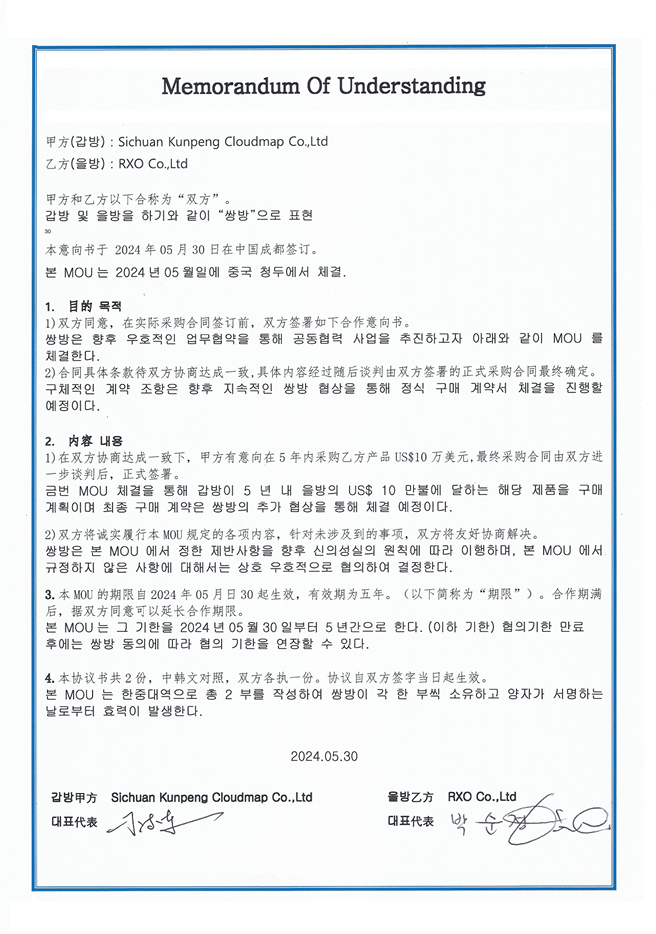 Memorandum Of Understanding
甲方(갑방) : Sichuan Kunpeng Cloudmap Co.,Ltd
乙方(을방) : RXO Co.,Ltd
甲方和乙方以下合称为“双方”。
갑방 및 을방을 하기와 같이 “쌍방”으로 표현
30
本意向书于 2024 年 05 月 30 日在中国成都签订。
본 MOU 는 2024 년 05 월일에 중국 청두에서 체결.
1. 目的 목적
1)双方同意，在实际采购合同签订前，双方签署如下合作意向书。
쌍방은 향후 우호적인 업무협약을 통해 공동협력 사업을 추진하고자 아래와 같이 MOU 를
체결한다.
2)合同具体条款待双方协商达成一致,具体内容经过随后谈判由双方签署的正式采购合同最终确定。
구체적인 계약 조항은 향후 지속적인 쌍방 협상을 통해 정식 구매 계약서 체결을 진행할
예정이다.
2. 内容 내용
1)在双方协商达成一致下，甲方有意向在 5 年内采购乙方产品 US$10 万美元,最终采购合同由双方进
一步谈判后，正式签署。
금번 MOU 체결을 통해 갑방이 5 년 내 을방의 US$ 10 만불에 달하는 해당 제품을 구매
계획이며 최종 구매 계약은 쌍방의 추가 협상을 통해 체결 예정이다.
2)双方将诚实履行本 MOU 规定的各项内容，针对未涉及到的事项，双方将友好协商解决。
쌍방은 본 MOU 에서 정한 제반사항을 향후 신의성실의 원칙에 따라 이행하며, 본 MOU 에서
규정하지 않은 사항에 대해서는 상호 우호적으로 협의하여 결정한다.
3. 本 MOU 的期限自 2024 年 05 月日 30 起生效，有效期为五年。（以下简称为“期限”）。合作期满
后，据双方同意可以延长合作期限。
본 MOU 는 그 기한을 2024 년 05 월 30 일부터 5 년간으로 한다. (이하 기한) 협의기한 만료
후에는 쌍방 동의에 따라 협의 기한을 연장할 수 있다.
4. 本协议书共 2 份，中韩文对照，双方各执一份。协议自双方签字当日起生效。
본 MOU 는 한중대역으로 총 2 부를 작성하여 쌍방이 각 한 부씩 소유하고 양자가 서명하는
날로부터 효력이 발생한다.
2024.05.30
갑방甲方 Sichuan Kunpeng Cloudmap Co.,Ltd
을방乙方 RXO Co.,Ltd
대표代表
대표代表 박 순